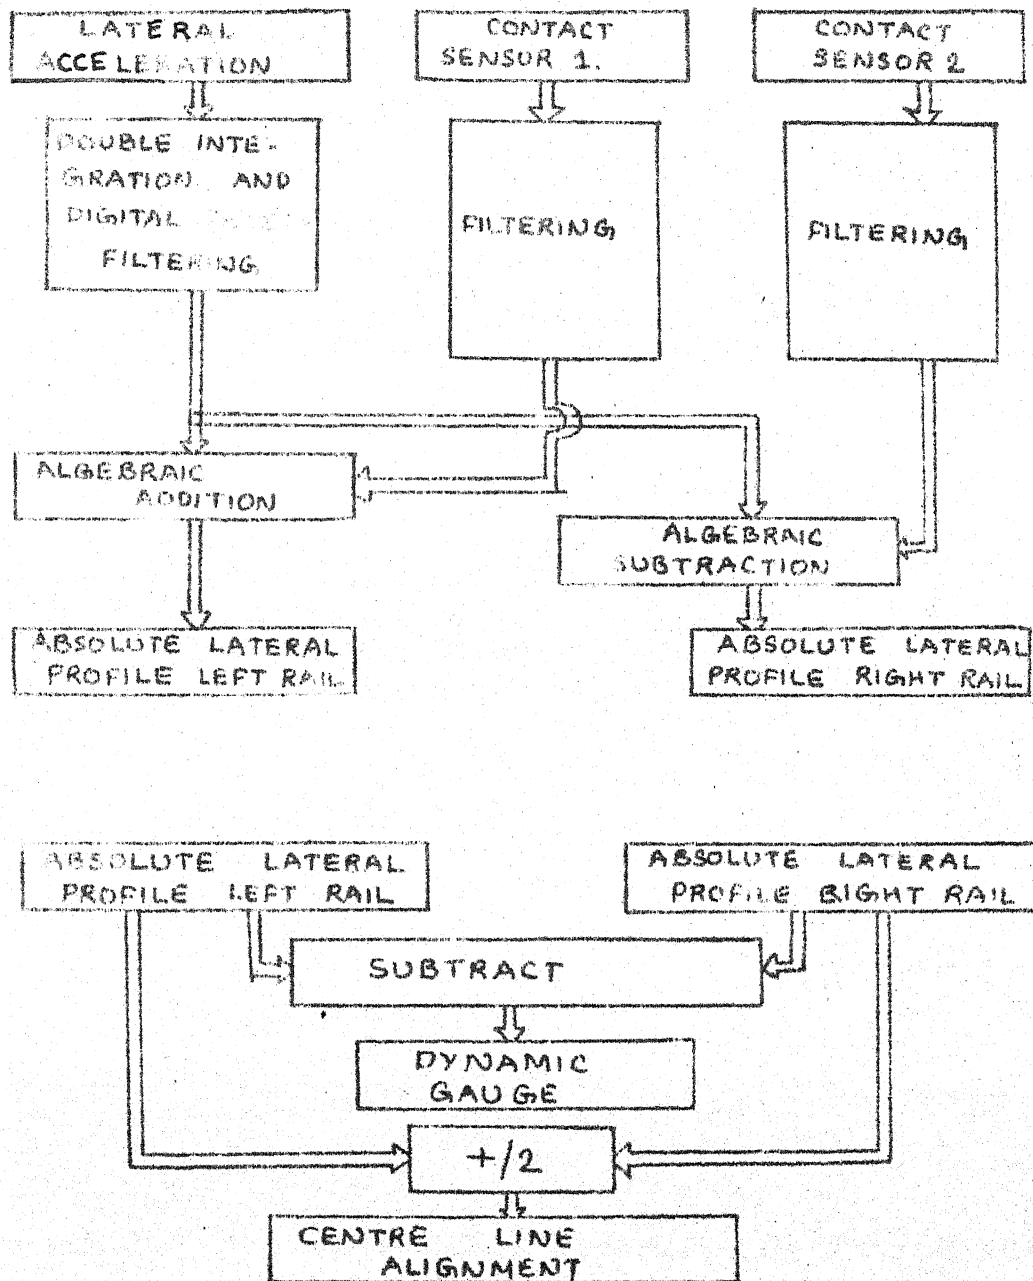 LATERAL
ACCELERATION
CONTACT
SENSOR 1.
CONTACT
SENSOR 2
DOUBLE INTE-
GRATION AND
DIGITAL
FILTERING
FILTERING
FILTERING
ALGEBRAIC
ADDITION
ALGEBRAIC
SUBTRACTION
ABSOLUTE LATERAL
PROFILE LEFT RAIL
ABSOLUTE LATERAL
PROFILE RIGHT RAIL
ABSOLUTE LATERAL
PROFILE LEFT RAIL
ABSOLUTE LATERAL
PROFILE RIGHT RAIL
SUBTRACT
DYNAMIC
GAUGE
+/2
CENTRE LINE
ALIGNMENT